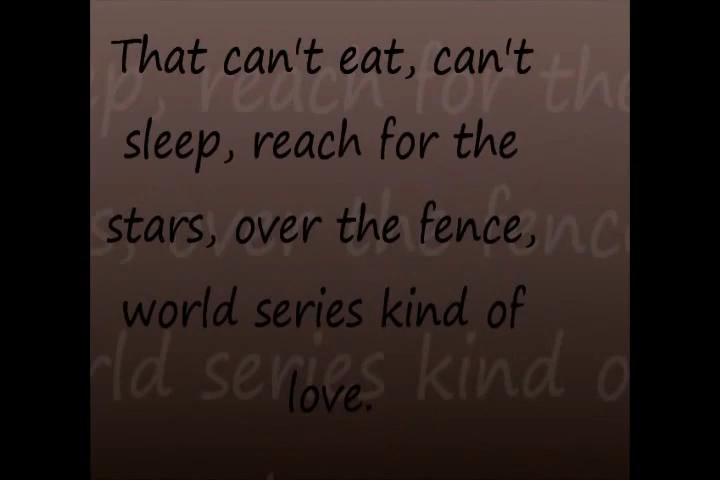 That can't eat, can't
sleep, reach for the
stars, over the fence,
world series kind of
love.